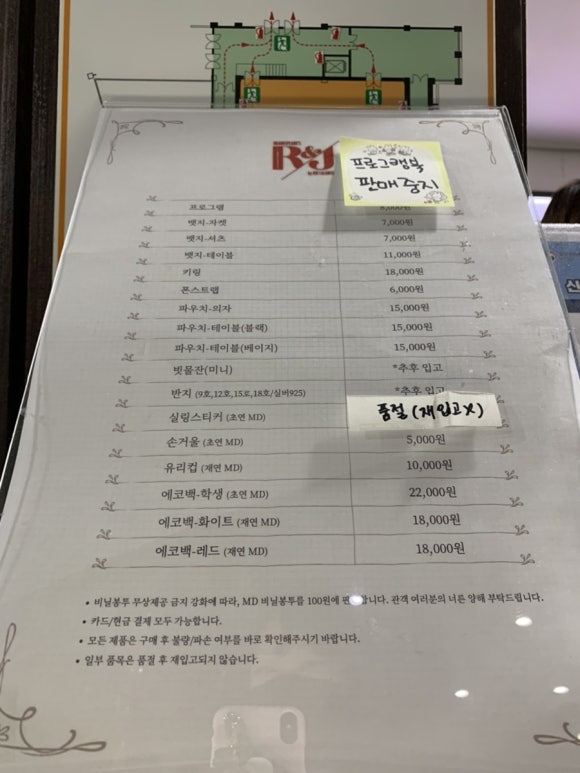 R&J
프로그램북
판매 중지
프로그램 8,000원
뱃지-자켓 7,000원
뱃지-셔츠 7,000원
뱃지-테이블 11,000원
키링 18,000원
폰스트랩 6,000원
파우치-의자 15,000원
파우치-테이블(블랙) 15,000원
파우치-테이블(베이지) 15,000원
빗물잔(미니) *추후 입고
반지 (9호,12호,15호,18호/실버925) *추후 입고
실링스티커 (초연 MD) 품절 (재입고X)
손거울 (초연 MD) 5,000원
유리컵 (재연 MD) 10,000원
에코백-학생 (초연 MD) 22,000원
에코백-화이트 (재연 MD) 18,000원
에코백-레드 (재연 MD) 18,000원
• 비닐봉투 무상제공 금지 강화에 따라, MD 비닐봉투를 100원에 판매합니다. 관객 여러분의 너른 양해 부탁드립니다.
• 카드/현금 결제 모두 가능합니다.
• 모든 제품은 구매 후 불량/파손 여부를 바로 확인해주시기 바랍니다.
• 일부 품목은 품절 후 재입고되지 않습니다.